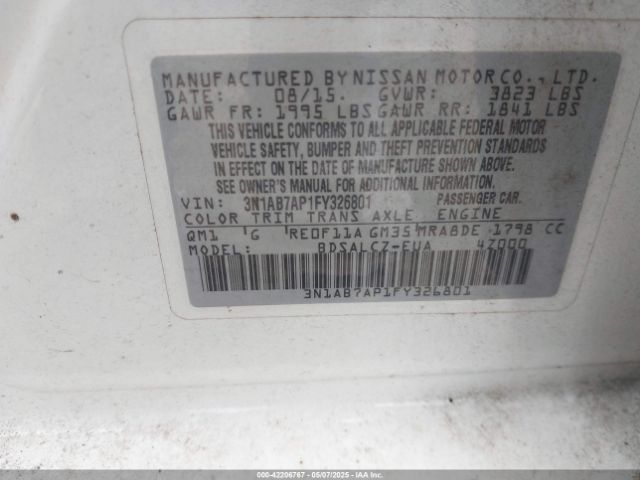 MANUFACTURED BY NISSAN MOTOR CO., LTD.
DATE: 08/15. GVWR: 3823 LBS
GAWR FR: 1995 LBS GAWR RR: 1841 LBS
THIS VEHICLE CONFORMS TO ALL APPLICABLE FEDERAL MOTOR
VEHICLE SAFETY, BUMPER AND THEFT PREVENTION STANDARDS
IN EFFECT ON THE DATE OF MANUFACTURE SHOWN ABOVE.
SEE OWNER'S MANUAL FOR ADDITIONAL INFORMATION.
VIN: 3N1AB7AP1FY326801 PASSENGER CAR.
COLOR TRIM TRANS AXLE ENGINE
QM1 G RE0F11A GM35 MRA8DE 1798 CC
MODEL: BDSALCZ-EUA 4Z000
3N1AB7AP1FY326801
000-42206767 - 05/07/2025 - IAAI.COM